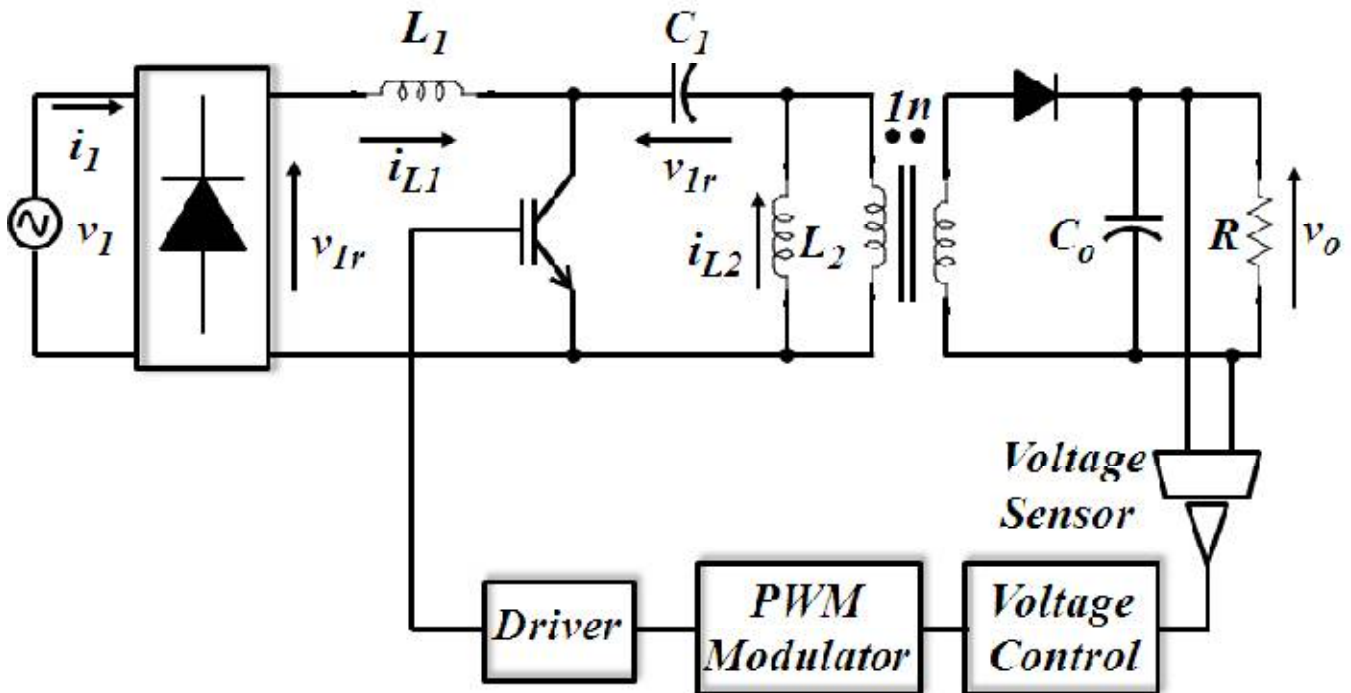 L1
C1
1n
i1
iL1
v1r
v1
v1r
iL2
L2
Co
R
vo
Voltage
Sensor
Driver
PWM
Modulator
Voltage
Control